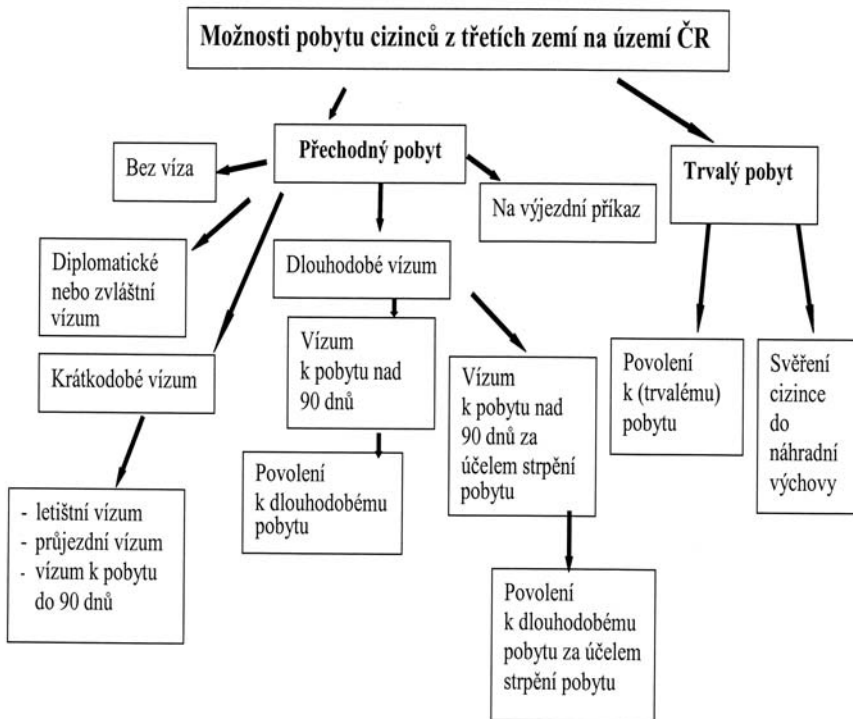 Možnosti pobytu cizinců z třetích zemí na území ČR
Přechodný pobyt
Trvalý pobyt
Bez víza
Na výjezdní příkaz
Diplomatické
nebo zvláštní
vízum
Dlouhodobé vízum
Krátkodobé vízum
Vízum
k pobytu nad
90 dnů
Vízum
k pobytu nad
90 dnů za
účelem strpění
pobytu
Povolení
k (trvalému)
pobytu
Svěření
cizince
do
náhradní
výchovy
Povolení
k dlouhodobému
pobytu
- letištní vízum
- průjezdní vízum
- vízum k pobytu
do 90 dnů
Povolení
k dlouhodobému
pobytu za účelem
strpění pobytu